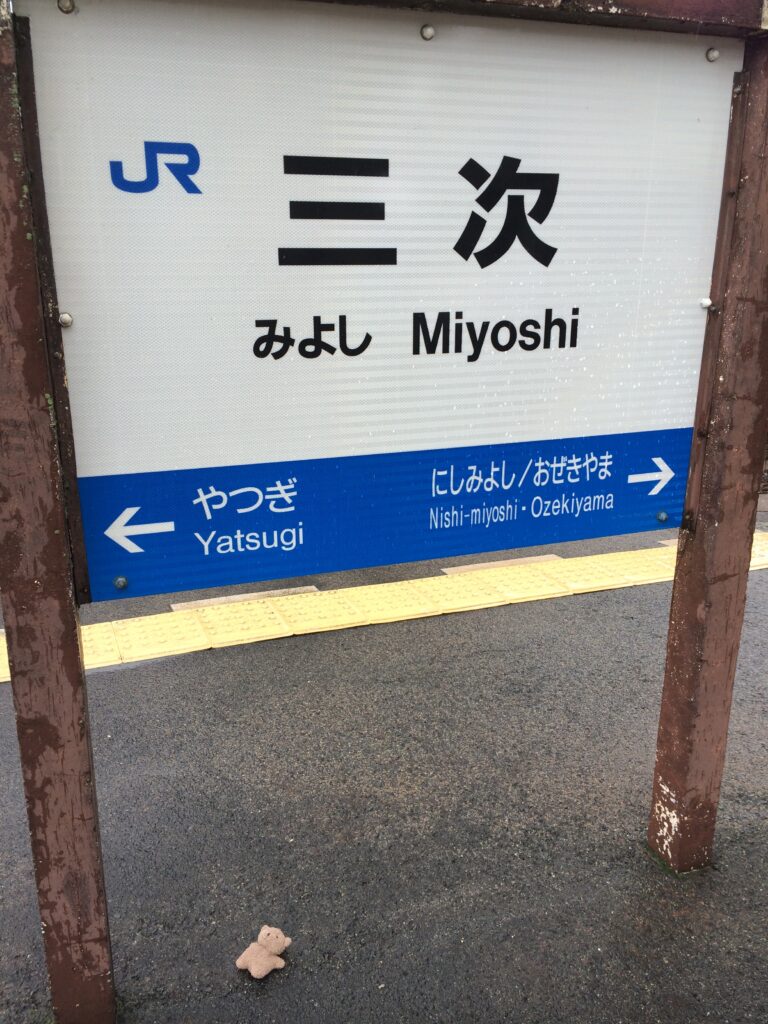 JR
三次
みよし Miyoshi
やつぎ
Yatsugi
にしみよし/おぜきやま
Nishi-miyoshi・Ozekiyama